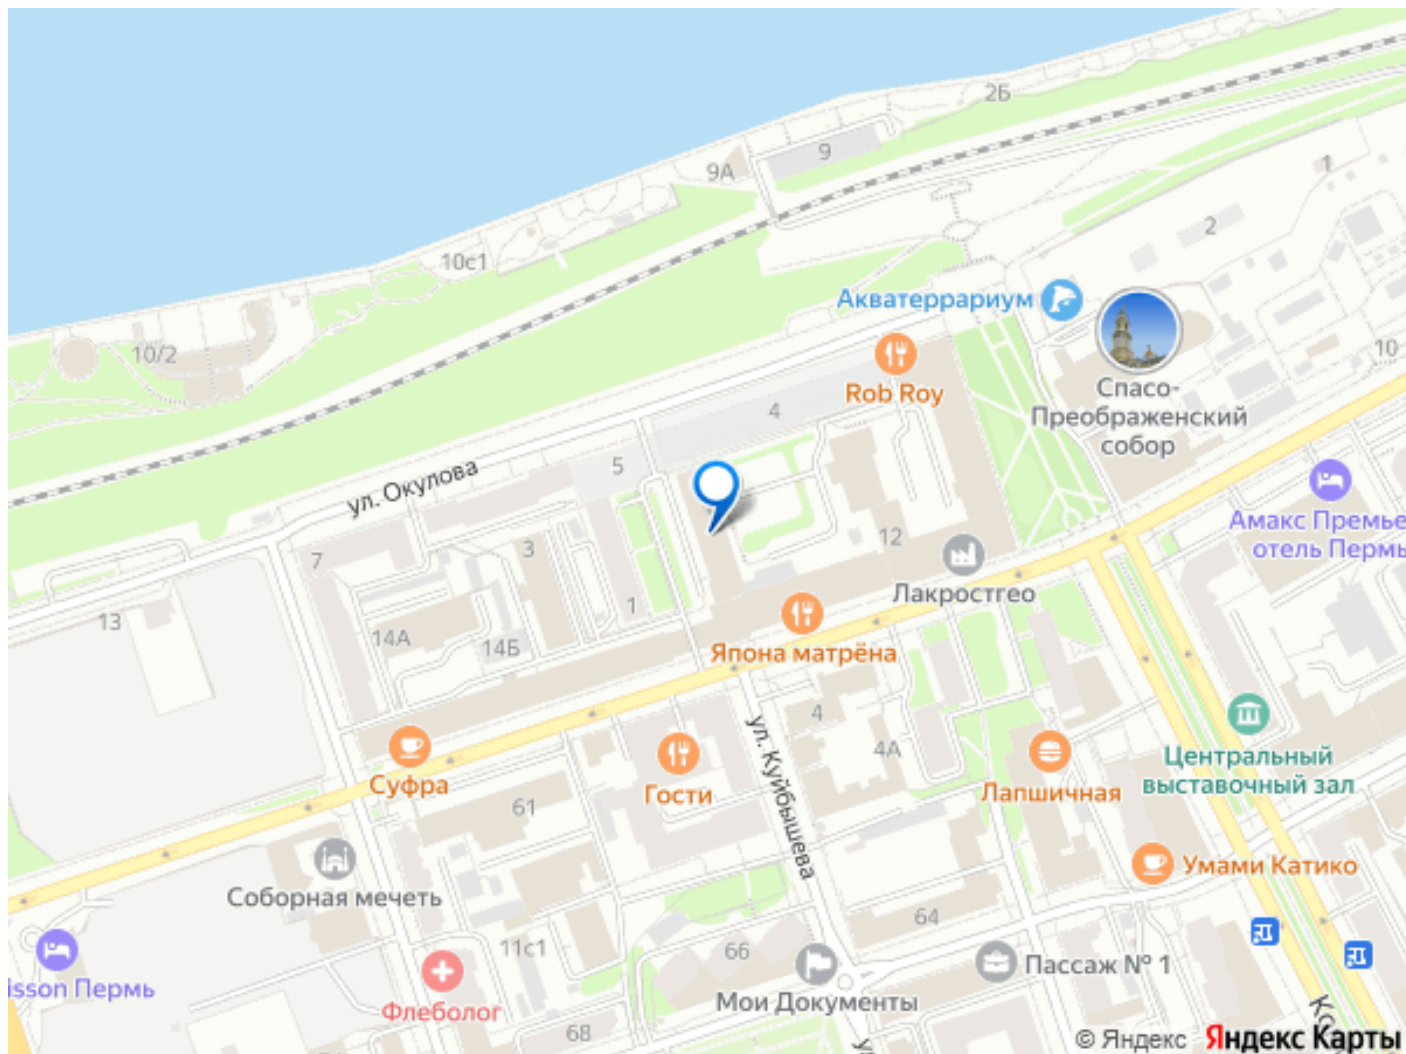 2Б
9
9А
1
2
10с1
Акватеррариум
10/2
10
Rob Roy
Спасо-
Преображенский
собор
4
5
ул. Окулова
Амакс Премье
отель Пермь
3
12
7
Лакростгео
1
13
14А
14Б
Япона матрёна
4
ул. Куйбышева
4А
Центральный
выставочный зал
Суфра
Гости
Лапшичная
61
Умами Катико
Соборная мечеть
64
11с1
66
Пассаж № 1
isson Пермь
Флеболог
Мои Документы
68
© Яндекс Яндекс Карты